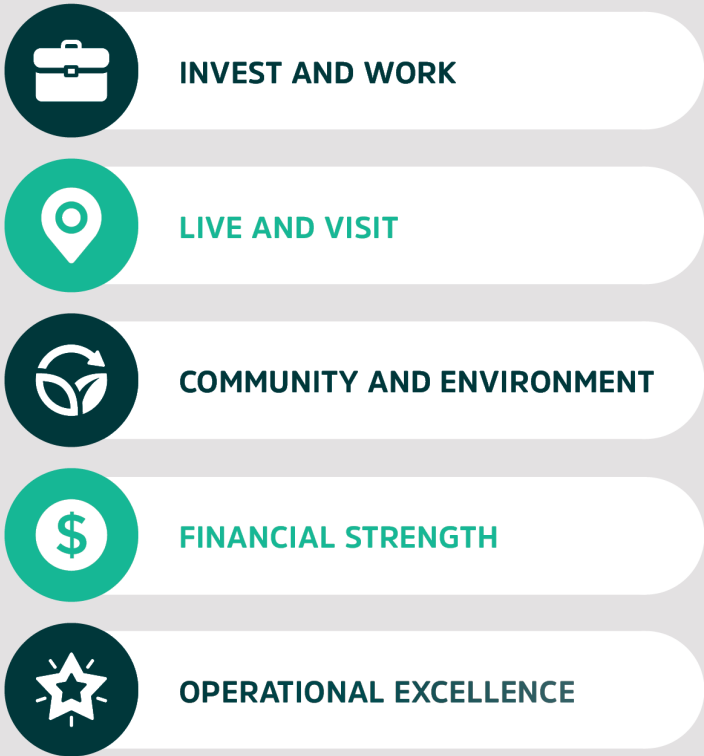 INVEST AND WORK
LIVE AND VISIT
COMMUNITY AND ENVIRONMENT
$
FINANCIAL STRENGTH
OPERATIONAL EXCELLENCE